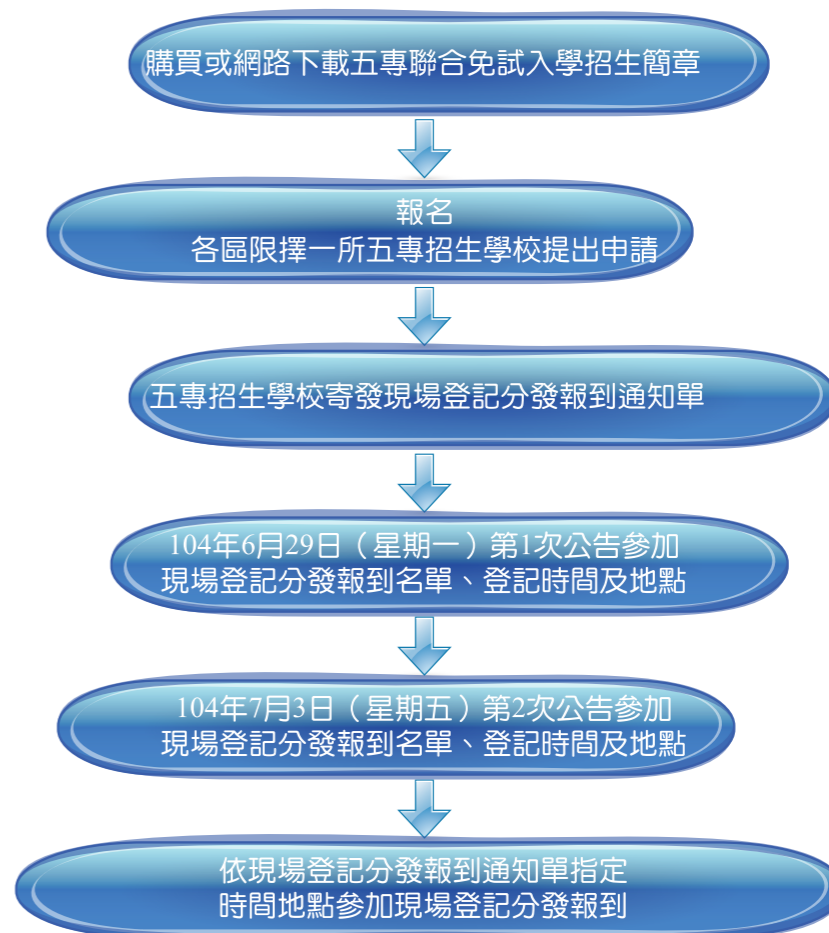 購買或網路下載五專聯合免試入學招生簡章
報名
各區限擇一所五專招生學校提出申請
五專招生學校寄發現場登記分發報到通知單
104年6月29日（星期一）第1次公告參加
現場登記分發報到名單、登記時間及地點
104年7月3日（星期五）第2次公告參加
現場登記分發報到名單、登記時間及地點
依現場登記分發報到通知單指定
時間地點參加現場登記分發報到